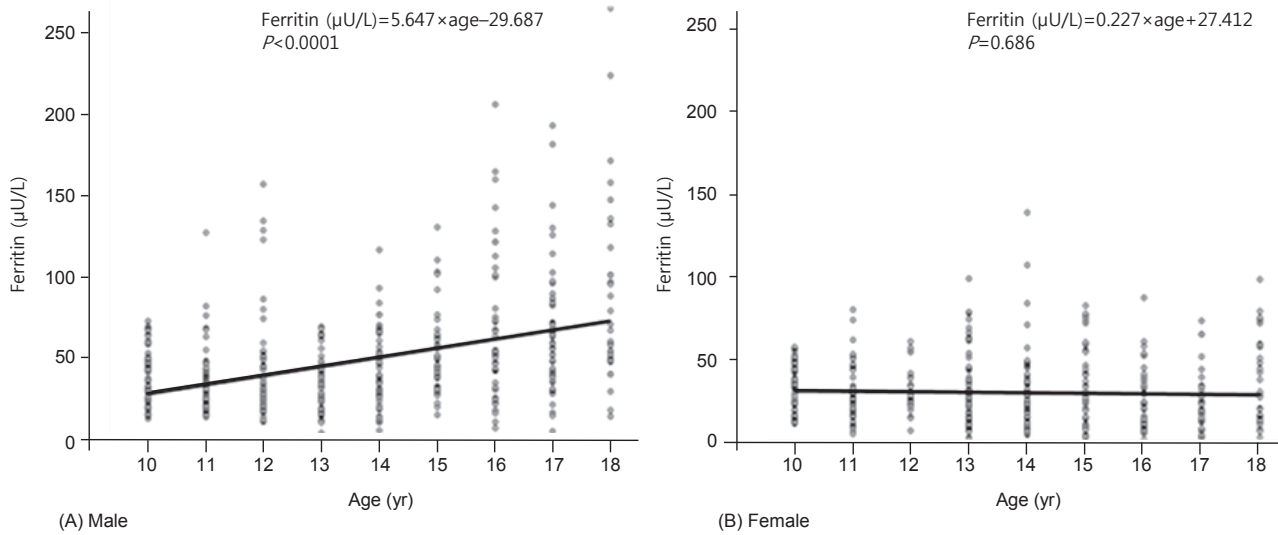 Ferritin (μU/L)=5.647×age–29.687
P<0.0001
250
200
150
100
50
0
Ferritin (μU/L)
10 11 12 13 14 15 16 17 18
Age (yr)
(A) Male
Ferritin (μU/L)=0.227×age+27.412
P=0.686
250
200
150
100
50
0
Ferritin (μU/L)
10 11 12 13 14 15 16 17 18
Age (yr)
(B) Female